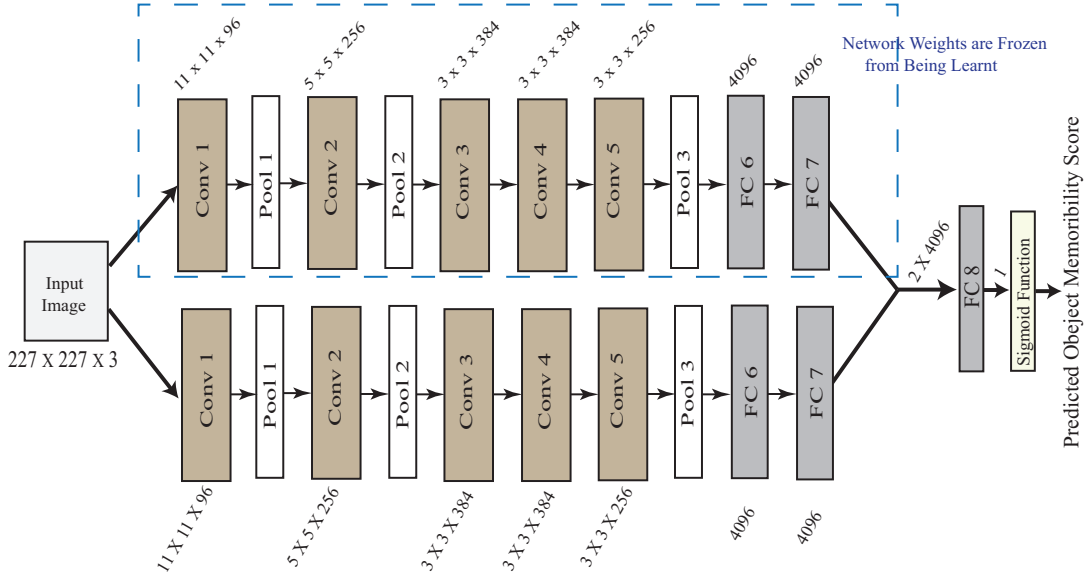 11 x 11 x 96
5 x 5 x 256
3 x 3 x 384
3 x 3 x 384
3 x 3 x 256
4096
4096
Network Weights are Frozen
from Being Learnt
Conv 1
Pool 1
Conv 2
Pool 2
Conv 3
Conv 4
Conv 5
Pool 3
FC 6
FC 7
Input
Image
227 X 227 X 3
2 X 4096
FC 8
1
Sigmoid Function
Predicted Obeject Memoribility Score
Conv 1
Pool 1
Conv 2
Pool 2
Conv 3
Conv 4
Conv 5
Pool 3
FC 6
FC 7
11 X 11 X 96
5 X 5 X 256
3 X 3 X 384
3 X 3 X 384
3 X 3 X 256
4096
4096